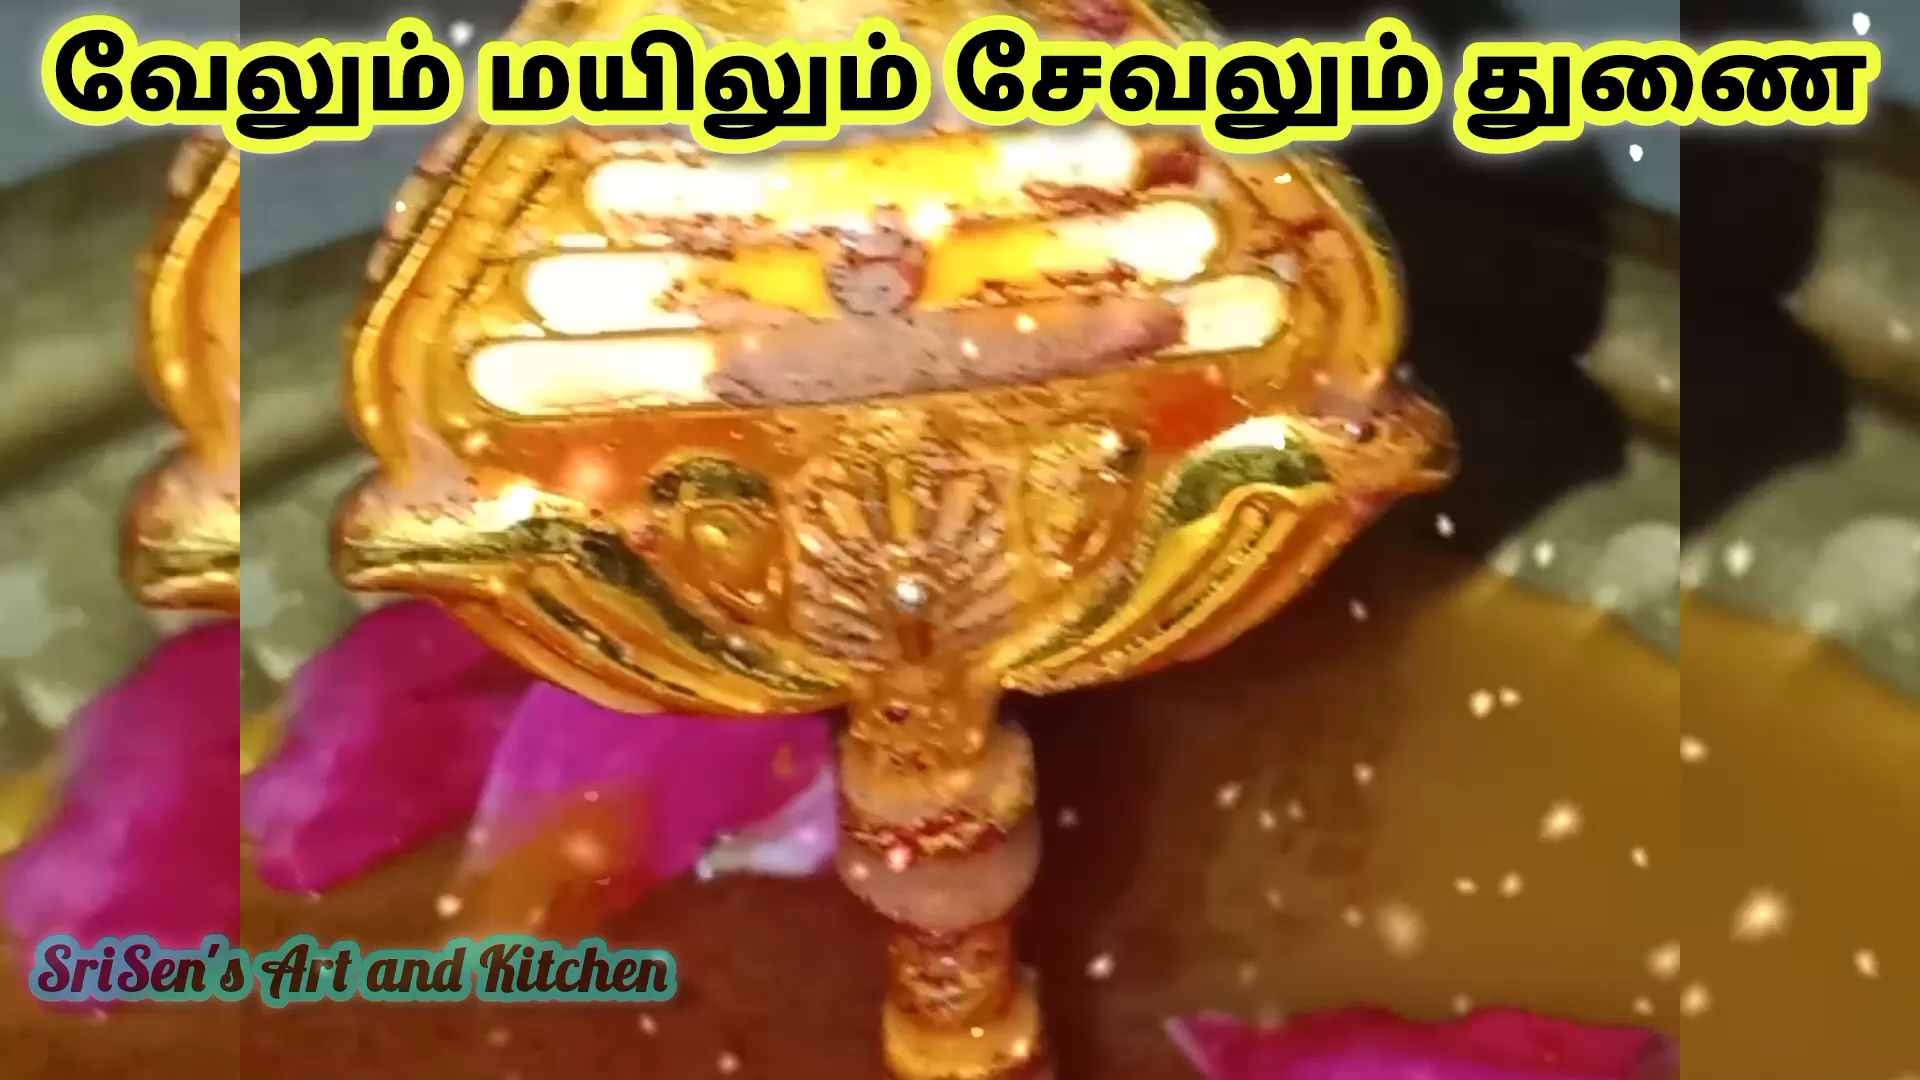 வேலும் மயிலும் சேவலும் துணை
SriSen's Art and Kitchen